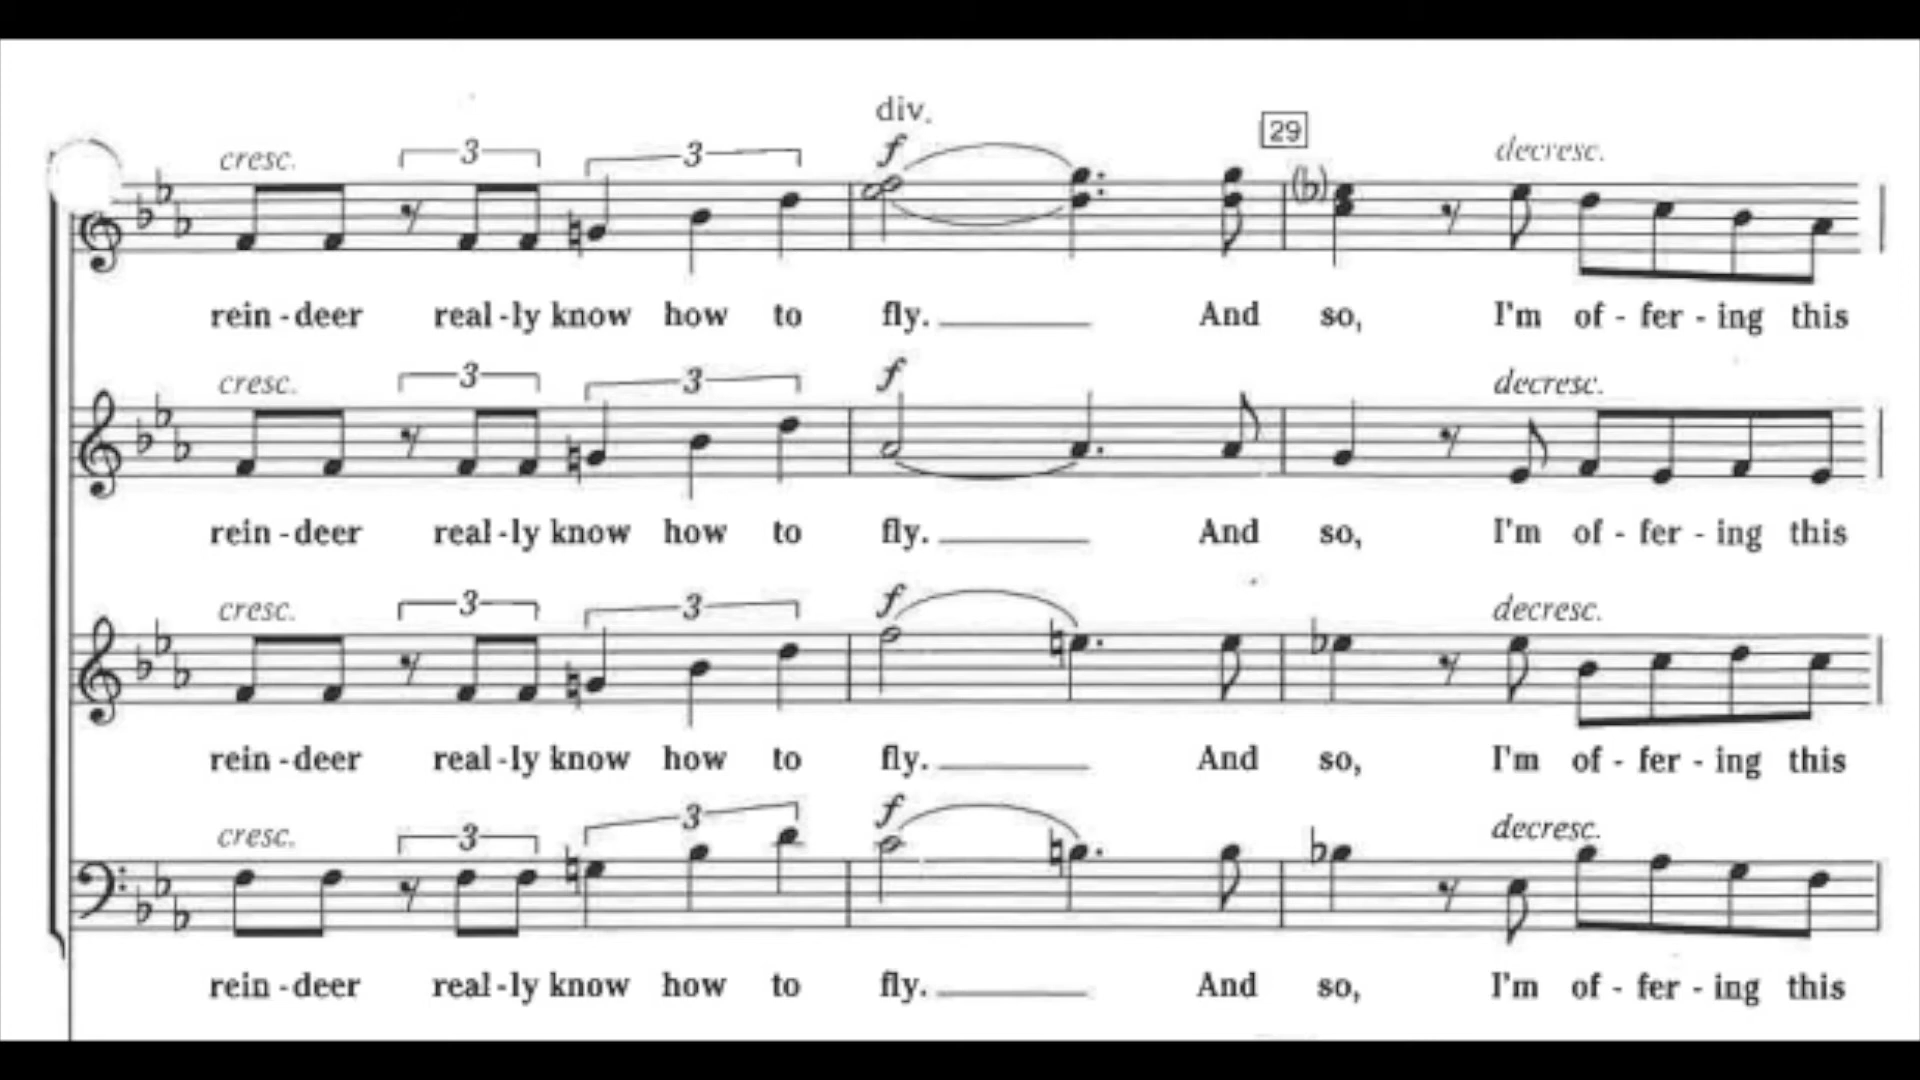 div.
29
cresc. 3 3 f decresc.
rein - deer real - ly know how to fly. And so, I'm of - fer - ing this
cresc. 3 3 f decresc.
rein - deer real - ly know how to fly. And so, I'm of - fer - ing this
cresc. 3 3 f decresc.
rein - deer real - ly know how to fly. And so, I'm of - fer - ing this
cresc. 3 3 f decresc.
rein - deer real - ly know how to fly. And so, I'm of - fer - ing this